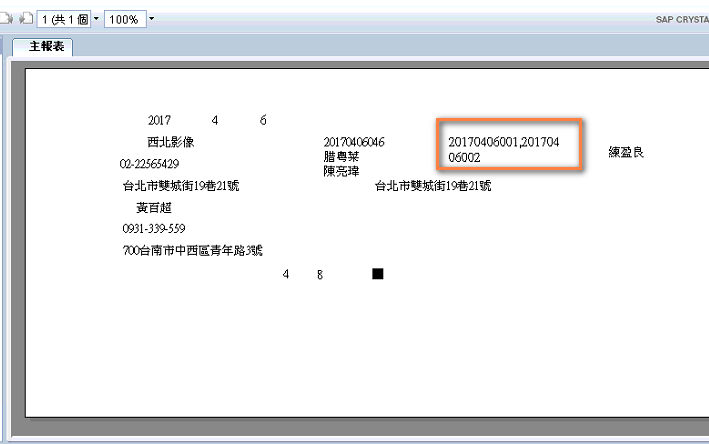 1 (共 1 個
100%
SAP CRYSTA
主報表
2017 4 6
西北影像 20170406046 20170406001,201704
02-22565429 腊粵菜 06002 練盈良
陳亮瑋
台北市雙城街19巷21號 台北市雙城街19巷21號
黃百超
0931-339-559
700台南市中西區青年路3號
4 8